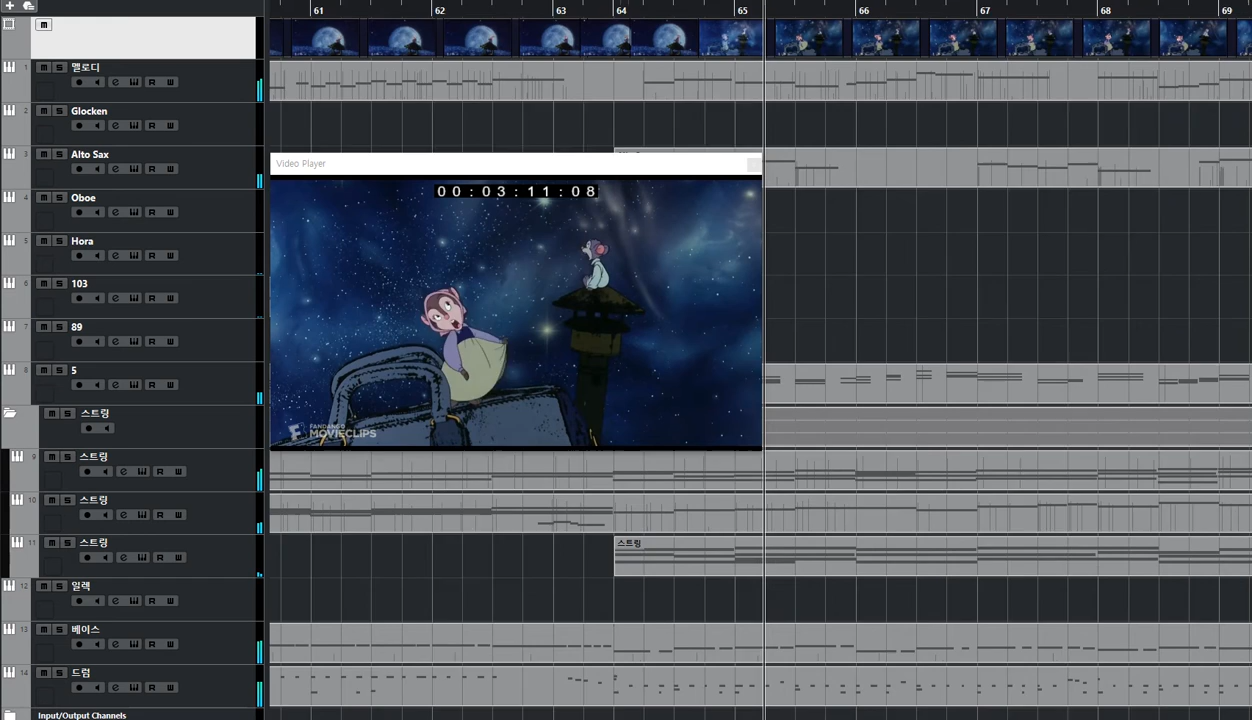 61 62 63 64 65 66 67 68 69
1 m S 멜로디
e R W
2 m S Glocken
e R W
3 m S Alto Sax
e R W
4 m S Oboe
e R W
5 m S Hora
e R W
6 m S 103
e R W
7 m S 89
e R W
8 m S 5
e R W
m S 스트링
9 m S 스트링
e R W
10 m S 스트링
e R W
11 m S 스트링
e R W
12 m S 일렉
e R W
13 m S 베이스
e R W
14 m S 드럼
e R W
Input/Output Channels
Video Player
00:03:11:08
FANDANGO
MOVIECLIPS
스트링